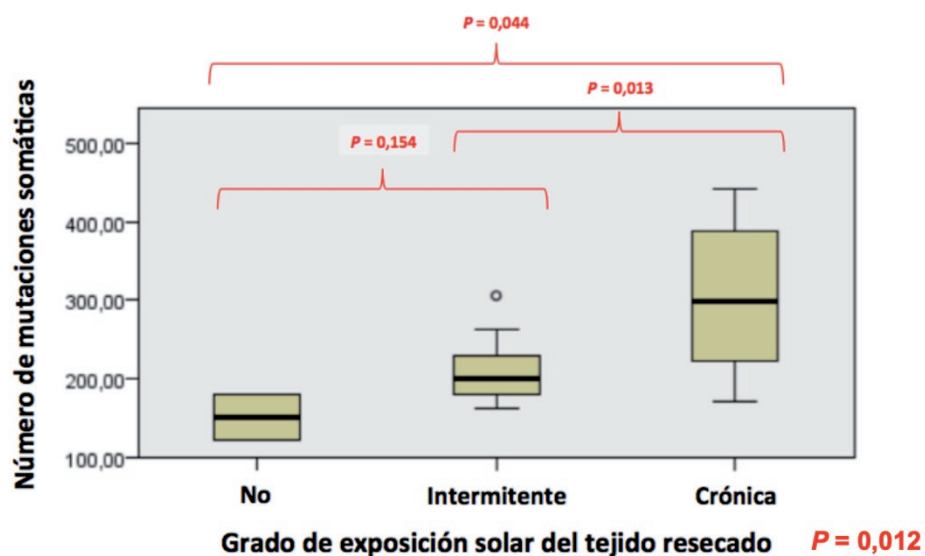 P = 0,044
P = 0,013
P = 0,154
Número de mutaciones somáticas
500,00
400,00
300,00
200,00
100,00
No Intermitente Crónica
Grado de exposición solar del tejido resecado P = 0,012